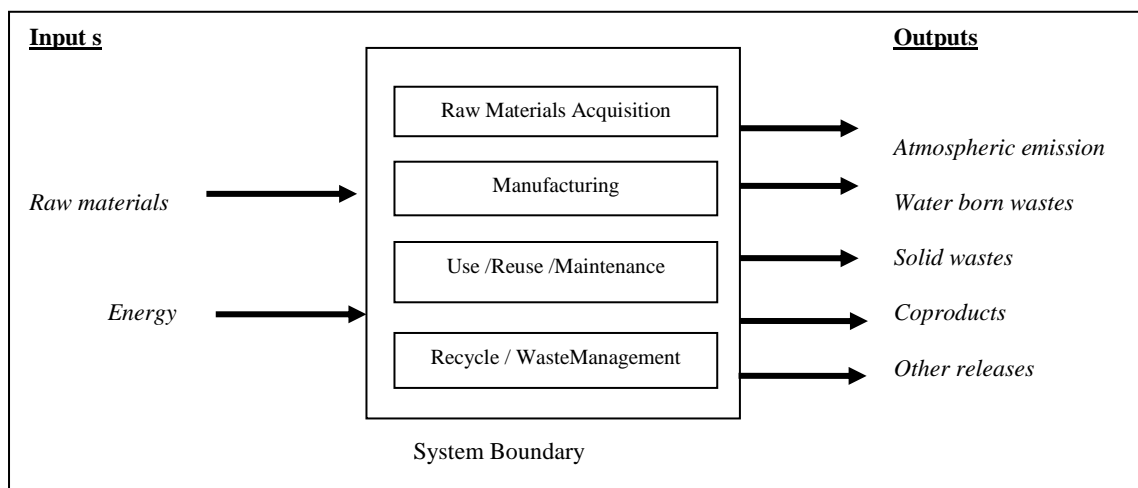 Input s
Raw materials
Energy
Raw Materials Acquisition
Manufacturing
Use /Reuse /Maintenance
Recycle / WasteManagement
System Boundary
Outputs
Atmospheric emission
Water born wastes
Solid wastes
Coproducts
Other releases